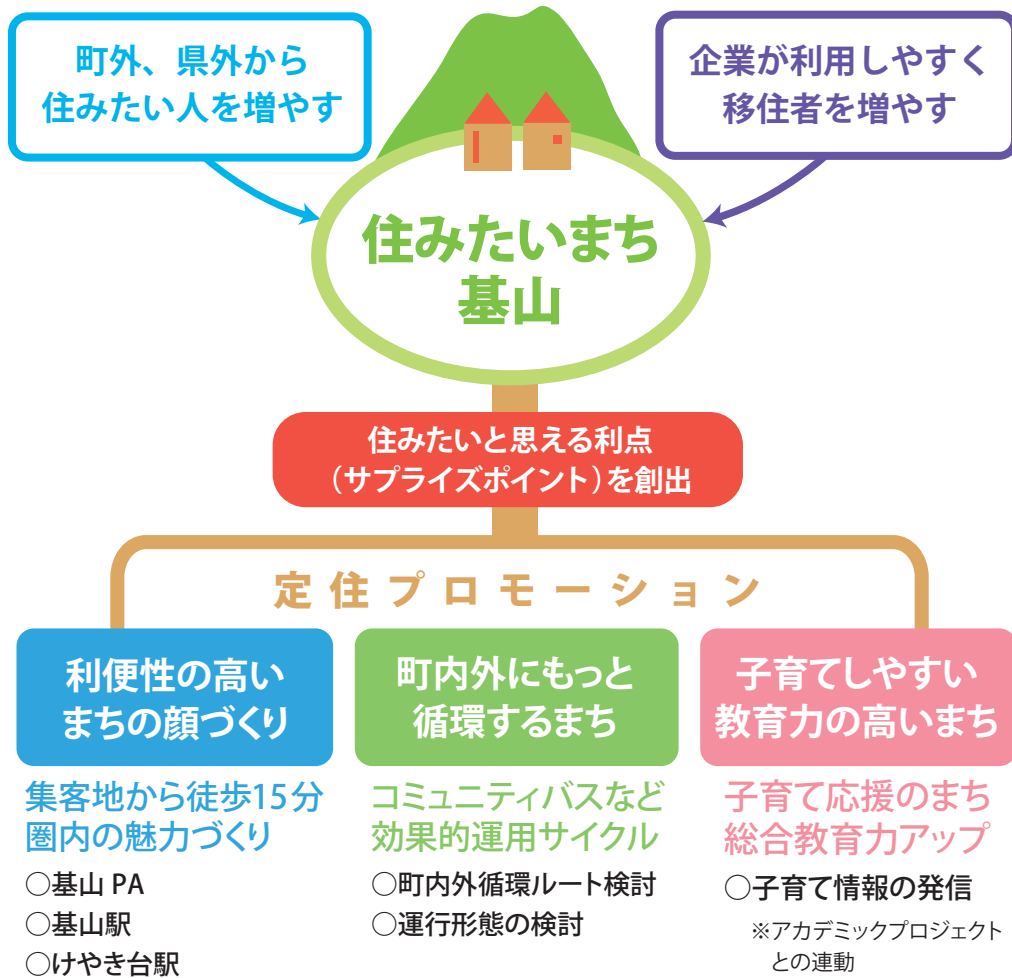 町外、県外から
住みたい人を増やす
企業が利用しやすく
移住者を増やす
住みたいまち
基山
住みたいと思える利点
（サプライズポイント）を創出
定住プロモーション
利便性の高い
まちの顔づくり
集客地から徒歩15分
圏内の魅力づくり
○基山 PA
○基山駅
○けやき台駅
町内外にもっと
循環するまち
コミュニティバスなど
効果的運用サイクル
○町内外循環ルート検討
○運行形態の検討
子育てしやすい
教育力の高いまち
子育て応援のまち
総合教育力アップ
○子育て情報の発信
※アカデミックプロジェクト
との連動